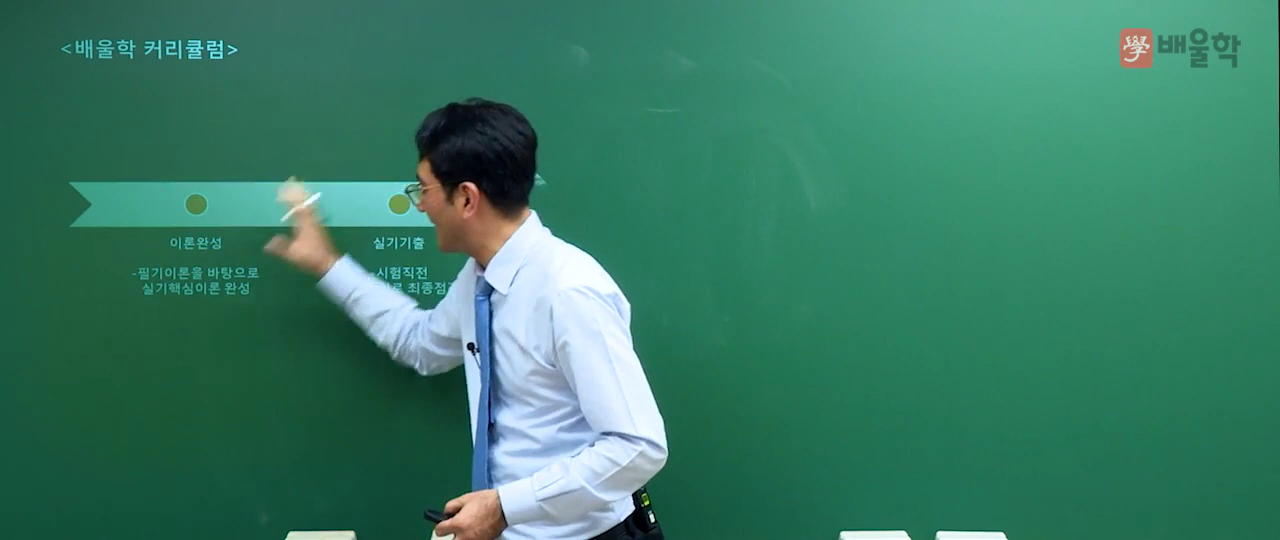 <배울학 커리큘럼>
學 배울학
이론완성
실기기출
-필기이론을 바탕으로
실기핵심이론 완성
-시험직전
최종점